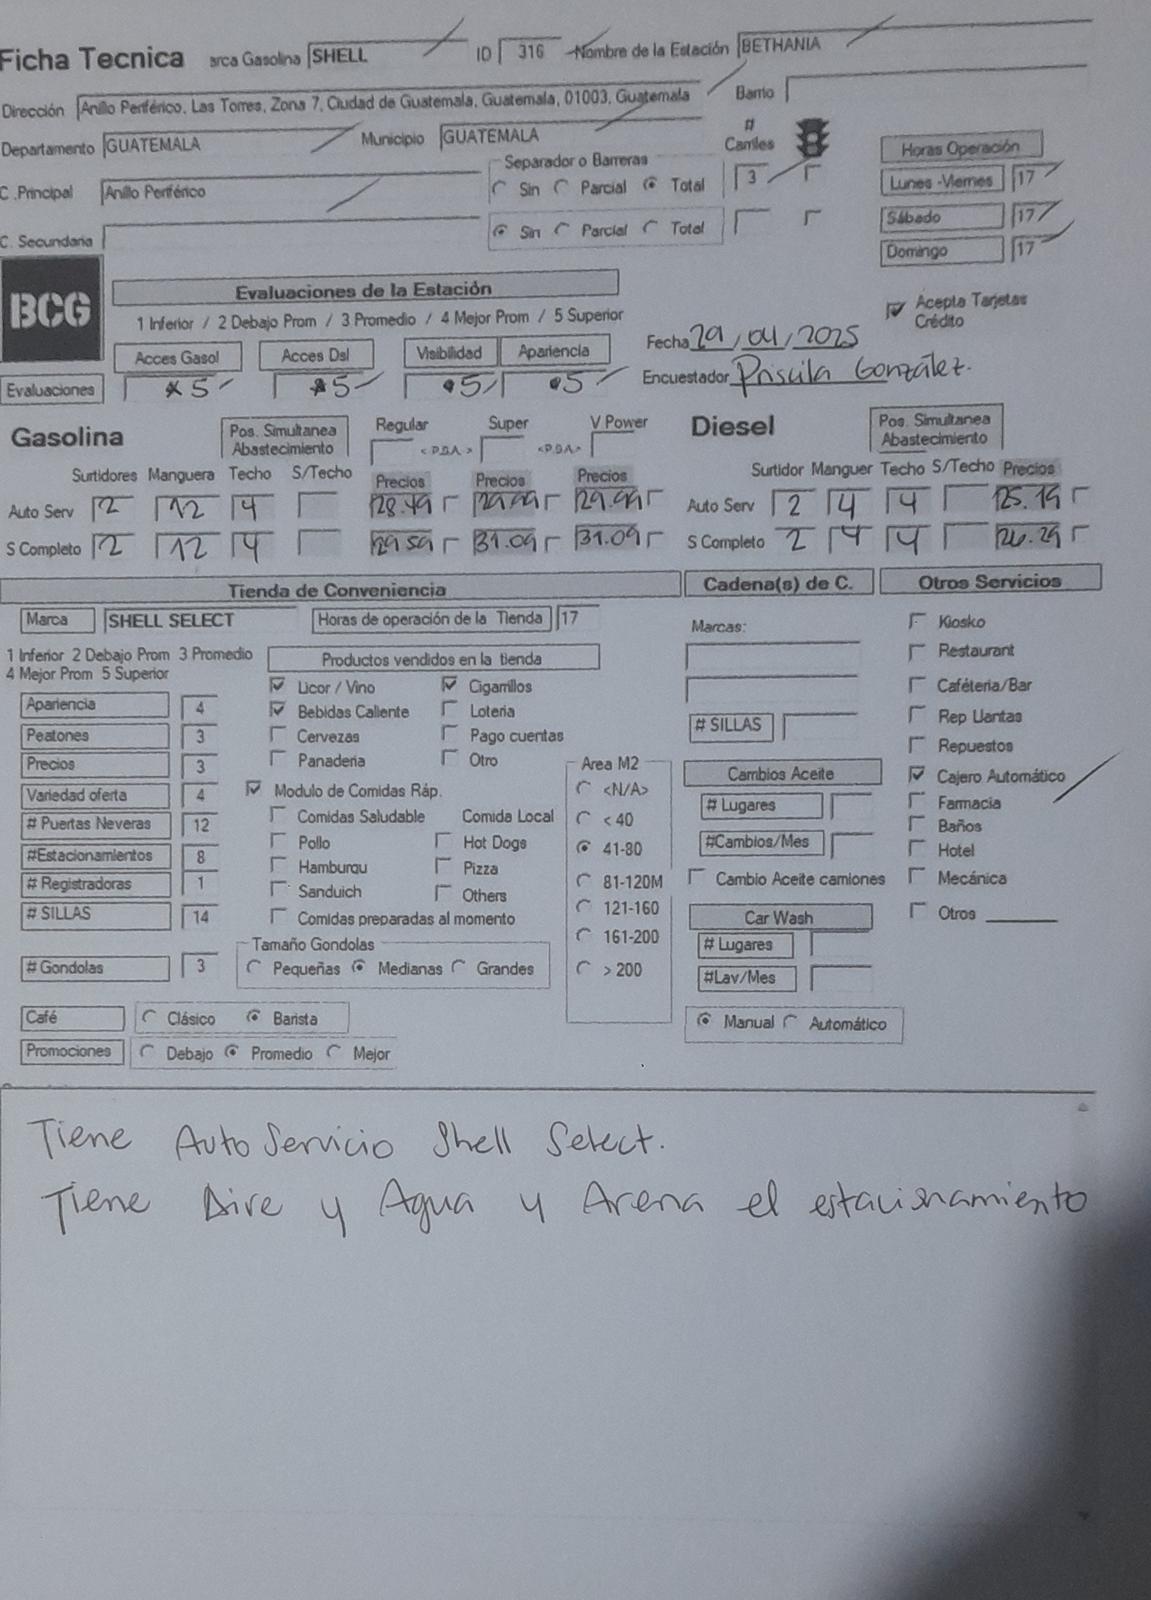 Ficha Tecnica arca Gasolina SHELL ID 316 Nombre de la Estación BETHANIA
Dirección Anillo Periférico, Las Torres, Zona 7, Ciudad de Guatemala, Guatemala, 01003, Guatemala Barrio
Departamento GUATEMALA Municipio GUATEMALA # Carriles
Horas Operación
Separador o Barreras
C .Principal Anillo Periférico Sin Parcial Total 3 Lunes -Viernes 17
C. Secundaria Sin Parcial Total Sábado 17
Domingo 17
BCG
Evaluaciones de la Estación
1 Inferior / 2 Debajo Prom / 3 Promedio / 4 Mejor Prom / 5 Superior
Acepta Tarjetas Crédito
Fecha 29/04/2025
Acces Gasol Acces Dsl Visibilidad Apariencia
Encuestador Priscila González.
Evaluaciones 5 5 5 5
Gasolina Pos. Simultanea Abastecimiento Regular Super V Power Diesel Pos. Simultanea Abastecimiento
Surtidores Manguera Techo S/Techo Precios Precios Precios Surtidor Manguer Techo S/Techo Precios
Auto Serv 2 12 4 28.49 29.99 29.99 Auto Serv 2 4 4 25.19
S Completo 2 12 4 29.59 31.09 31.09 S Completo 2 4 4 26.29
Tienda de Conveniencia Cadena(s) de C. Otros Servicios
Marca SHELL SELECT Horas de operación de la Tienda 17
Marcas:
1 Inferior 2 Debajo Prom 3 Promedio
4 Mejor Prom 5 Superior
Productos vendidos en la tienda
Apariencia 4
Peatones 3
Precios 3
Variedad oferta 4
# Puertas Neveras 12
#Estacionamientos 8
# Registradoras 1
# SILLAS 14
# Gondolas 3
Licor / Vino Cigarrillos
Bebidas Caliente Loteria
Cervezas Pago cuentas
Panaderia Otro
Modulo de Comidas Ráp.
Comidas Saludable Comida Local
Pollo Hot Dogs
Hamburqu Pizza
Sanduich Others
Comidas preparadas al momento
Tamaño Gondolas
Pequeñas Medianas Grandes
Area M2
<N/A>
< 40
41-80
81-120M
121-160
161-200
> 200
# SILLAS
Cambios Aceite
# Lugares
#Cambios/Mes
Cambio Aceite camiones
Car Wash
# Lugares
#Lav/Mes
Manual Automático
Kiosko
Restaurant
Caféteria/Bar
Rep Llantas
Repuestos
Cajero Automático
Farmacia
Baños
Hotel
Mecánica
Otros
Café Clásico Barista
Promociones Debajo Promedio Mejor
Tiene Auto Servicio Shell Select.
Tiene Aire y Agua y Arena el estacionamiento